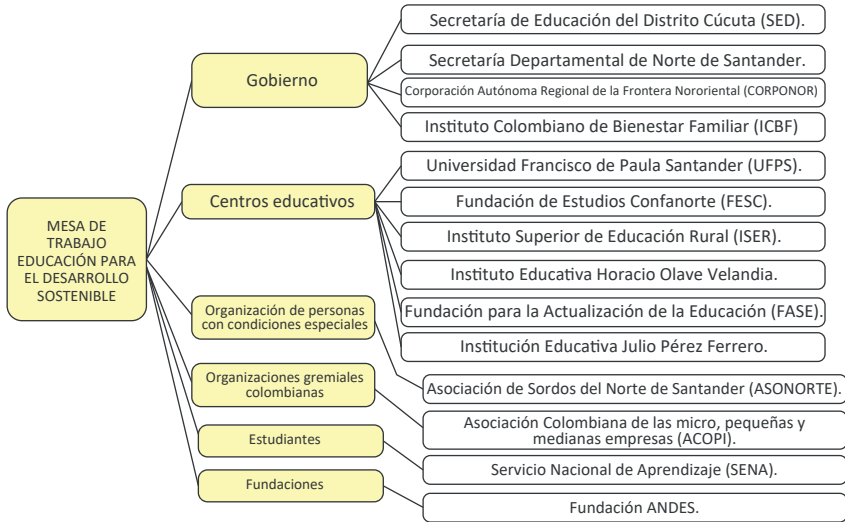 MESA DE
TRABAJO
EDUCACIÓN PARA
EL DESARROLLO
SOSTENIBLE
Gobierno
Secretaría de Educación del Distrito Cúcuta (SED).
Secretaría Departamental de Norte de Santander.
Corporación Autónoma Regional de la Frontera Nororiental (CORPONOR)
Instituto Colombiano de Bienestar Familiar (ICBF)
Centros educativos
Universidad Francisco de Paula Santander (UFPS).
Fundación de Estudios Confanorte (FESC).
Instituto Superior de Educación Rural (ISER).
Instituto Educativa Horacio Olave Velandia.
Fundación para la Actualización de la Educación (FASE).
Institución Educativa Julio Pérez Ferrero.
Organización de personas
con condiciones especiales
Asociación de Sordos del Norte de Santander (ASONORTE).
Organizaciones gremiales
colombianas
Asociación Colombiana de las micro, pequeñas y
medianas empresas (ACOPI).
Estudiantes
Servicio Nacional de Aprendizaje (SENA).
Fundaciones
Fundación ANDES.